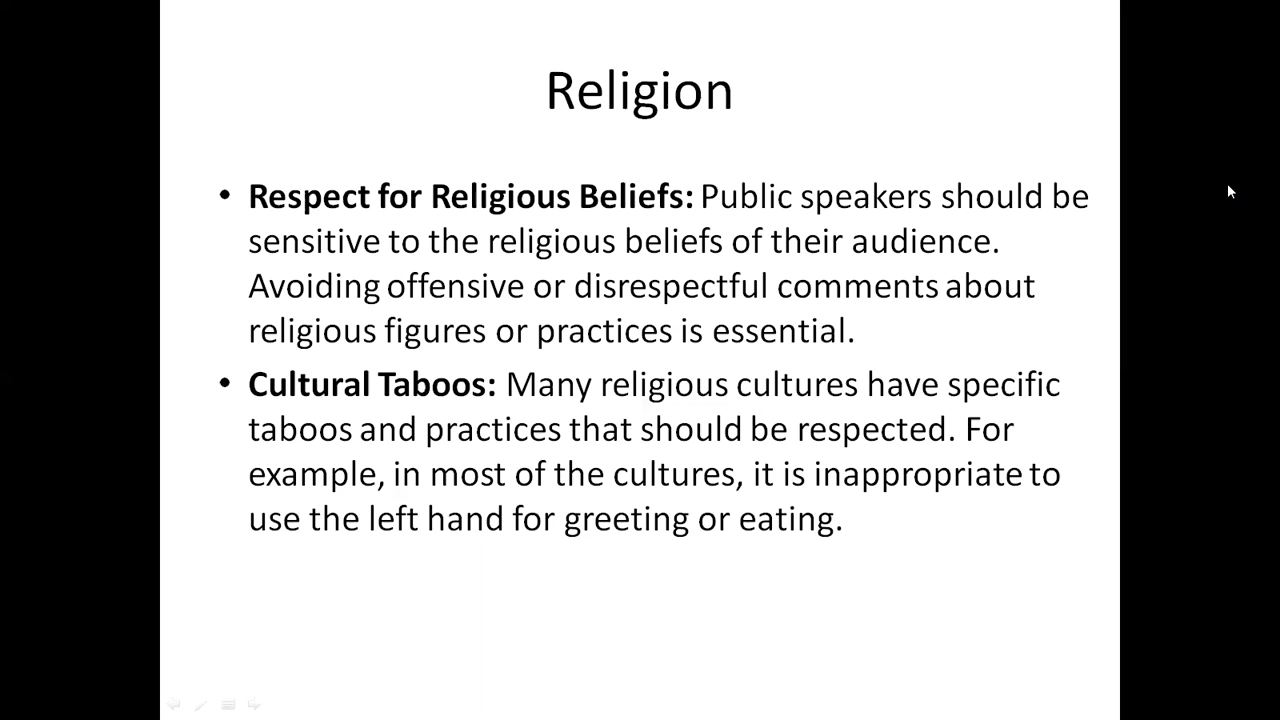 Religion
• Respect for Religious Beliefs: Public speakers should be
sensitive to the religious beliefs of their audience.
Avoiding offensive or disrespectful comments about
religious figures or practices is essential.
• Cultural Taboos: Many religious cultures have specific
taboos and practices that should be respected. For
example, in most of the cultures, it is inappropriate to
use the left hand for greeting or eating.